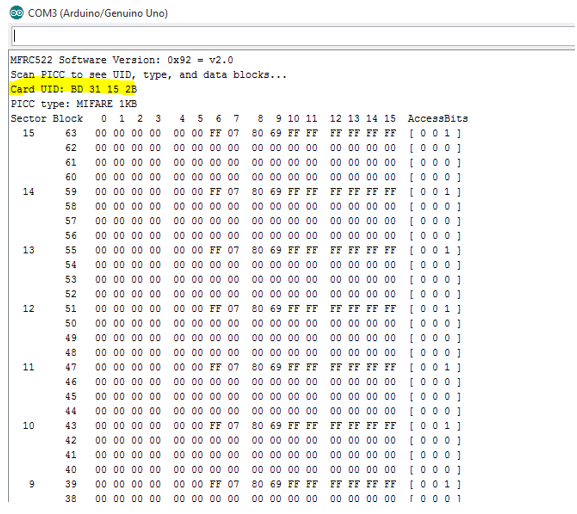 COM3 (Arduino/Genuino Uno)
MFRC522 Software Version: 0x92 = v2.0
Scan PICC to see UID, type, and data blocks...
Card UID: BD 31 15 2B
PICC type: MIFARE 1KB
Sector Block 0 1 2 3 4 5 6 7 8 9 10 11 12 13 14 15 AccessBits
15 63 00 00 00 00 00 00 FF 07 80 69 FF FF FF FF FF FF [ 0 0 1 ]
62 00 00 00 00 00 00 00 00 00 00 00 00 00 00 00 00 [ 0 0 0 ]
61 00 00 00 00 00 00 00 00 00 00 00 00 00 00 00 00 [ 0 0 0 ]
60 00 00 00 00 00 00 00 00 00 00 00 00 00 00 00 00 [ 0 0 0 ]
14 59 00 00 00 00 00 00 FF 07 80 69 FF FF FF FF FF FF [ 0 0 1 ]
58 00 00 00 00 00 00 00 00 00 00 00 00 00 00 00 00 [ 0 0 0 ]
57 00 00 00 00 00 00 00 00 00 00 00 00 00 00 00 00 [ 0 0 0 ]
56 00 00 00 00 00 00 00 00 00 00 00 00 00 00 00 00 [ 0 0 0 ]
13 55 00 00 00 00 00 00 FF 07 80 69 FF FF FF FF FF FF [ 0 0 1 ]
54 00 00 00 00 00 00 00 00 00 00 00 00 00 00 00 00 [ 0 0 0 ]
53 00 00 00 00 00 00 00 00 00 00 00 00 00 00 00 00 [ 0 0 0 ]
52 00 00 00 00 00 00 00 00 00 00 00 00 00 00 00 00 [ 0 0 0 ]
12 51 00 00 00 00 00 00 FF 07 80 69 FF FF FF FF FF FF [ 0 0 1 ]
50 00 00 00 00 00 00 00 00 00 00 00 00 00 00 00 00 [ 0 0 0 ]
49 00 00 00 00 00 00 00 00 00 00 00 00 00 00 00 00 [ 0 0 0 ]
48 00 00 00 00 00 00 00 00 00 00 00 00 00 00 00 00 [ 0 0 0 ]
11 47 00 00 00 00 00 00 FF 07 80 69 FF FF FF FF FF FF [ 0 0 1 ]
46 00 00 00 00 00 00 00 00 00 00 00 00 00 00 00 00 [ 0 0 0 ]
45 00 00 00 00 00 00 00 00 00 00 00 00 00 00 00 00 [ 0 0 0 ]
44 00 00 00 00 00 00 00 00 00 00 00 00 00 00 00 00 [ 0 0 0 ]
10 43 00 00 00 00 00 00 FF 07 80 69 FF FF FF FF FF FF [ 0 0 1 ]
42 00 00 00 00 00 00 00 00 00 00 00 00 00 00 00 00 [ 0 0 0 ]
41 00 00 00 00 00 00 00 00 00 00 00 00 00 00 00 00 [ 0 0 0 ]
40 00 00 00 00 00 00 00 00 00 00 00 00 00 00 00 00 [ 0 0 0 ]
9 39 00 00 00 00 00 00 FF 07 80 69 FF FF FF FF FF FF [ 0 0 1 ]
38 00 00 00 00 00 00 00 00 00 00 00 00 00 00 00 00 [ 0 0 0 ]